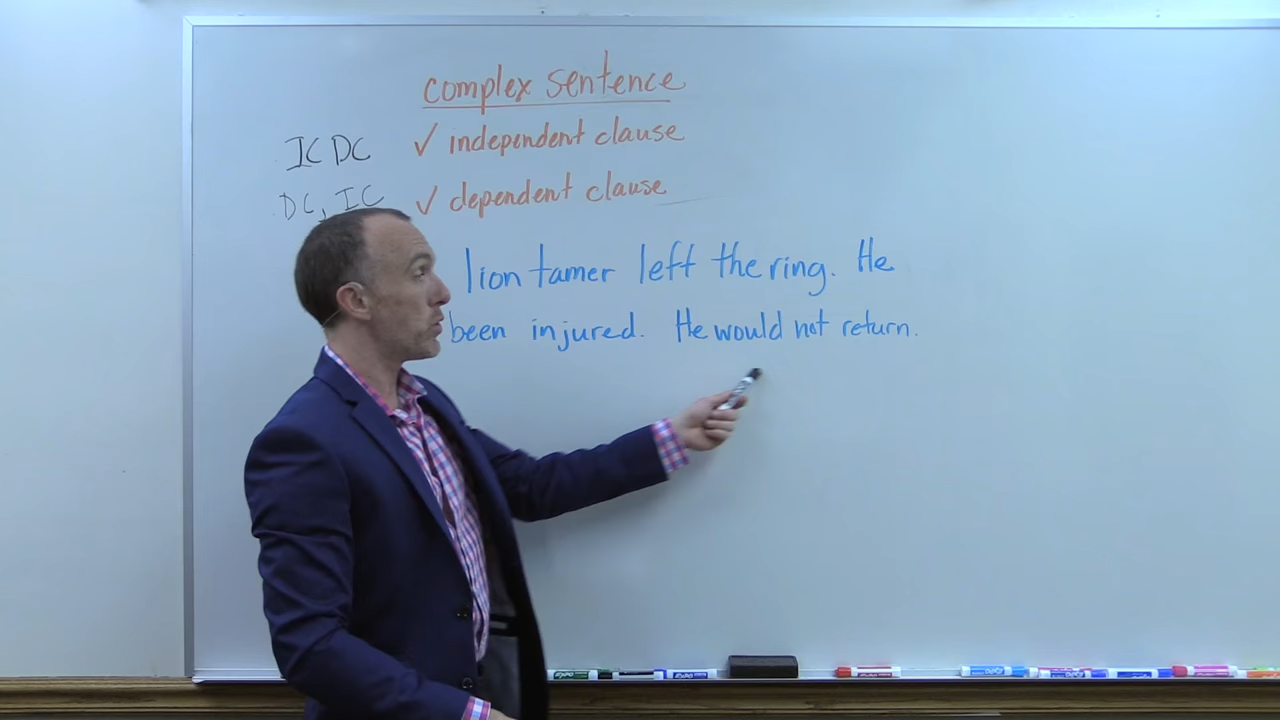 complex sentence
IC DC ✓ independent clause
DC, IC ✓ dependent clause
lion tamer left the ring. He
been injured. He would not return.
EXPO